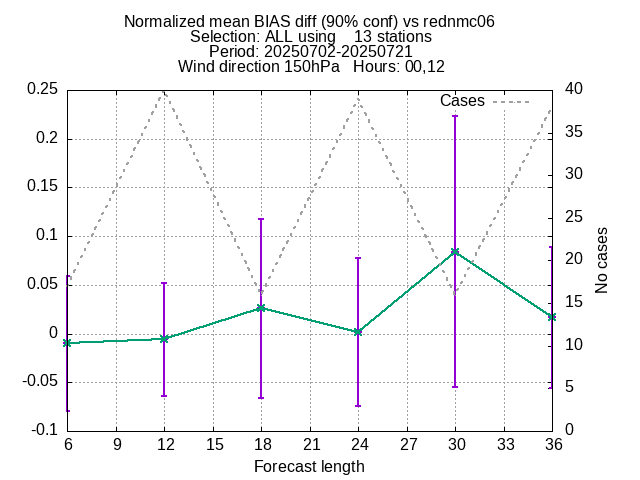 Normalized mean BIAS diff (90% conf) vs rednmc06
Selection: ALL using    13 stations
Period: 20250702-20250721
Wind direction 150hPa   Hours: 00,12
Cases
0.25
0.2
0.15
0.1
0.05
0
-0.05
-0.1
40
35
30
25
20
15
10
5
0
No cases
6 9 12 15 18 21 24 27 30 33 36
Forecast length